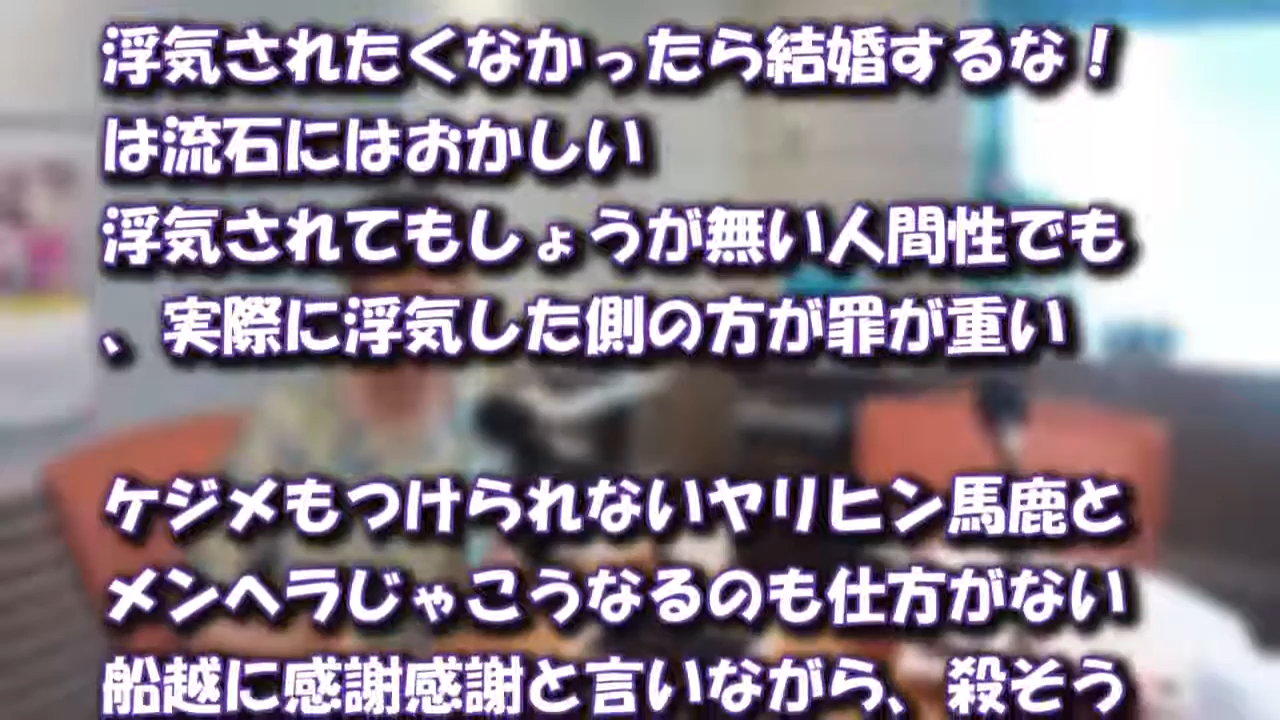 浮気されたくなかったら結婚するな！
は流石にはおかしい
浮気されてもしょうが無い人間性でも
、実際に浮気した側の方が罪が重い
ケジメもつけられないヤリヒン馬鹿と
メンヘラじゃこうなるのも仕方がない
船越に感謝感謝と言いながら、殺そう